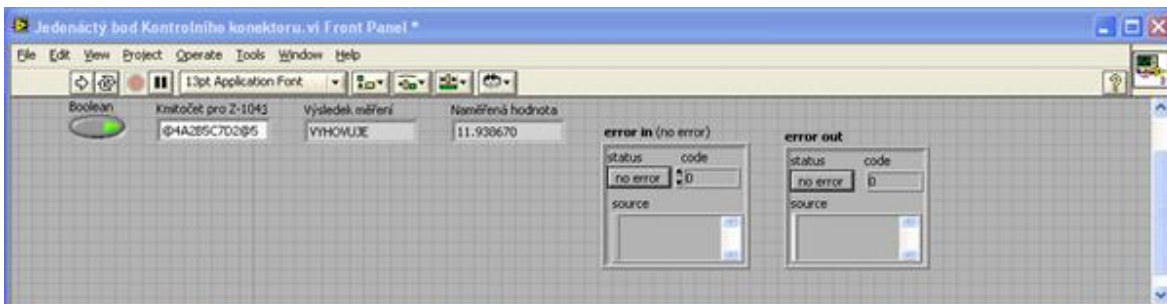 Jedenáctý bod Kontrolního konektoru.vi Front Panel *
File Edit View Project Operate Tools Window Help
13pt Application Font
Boolean Kmitočet pro Z-1043 Výsledek měření Naměřená hodnota
@4A2B5C7D2@5 VYHOVUJE 11.938670
error in (no error) error out
status code status code
no error 0 no error 0
source source